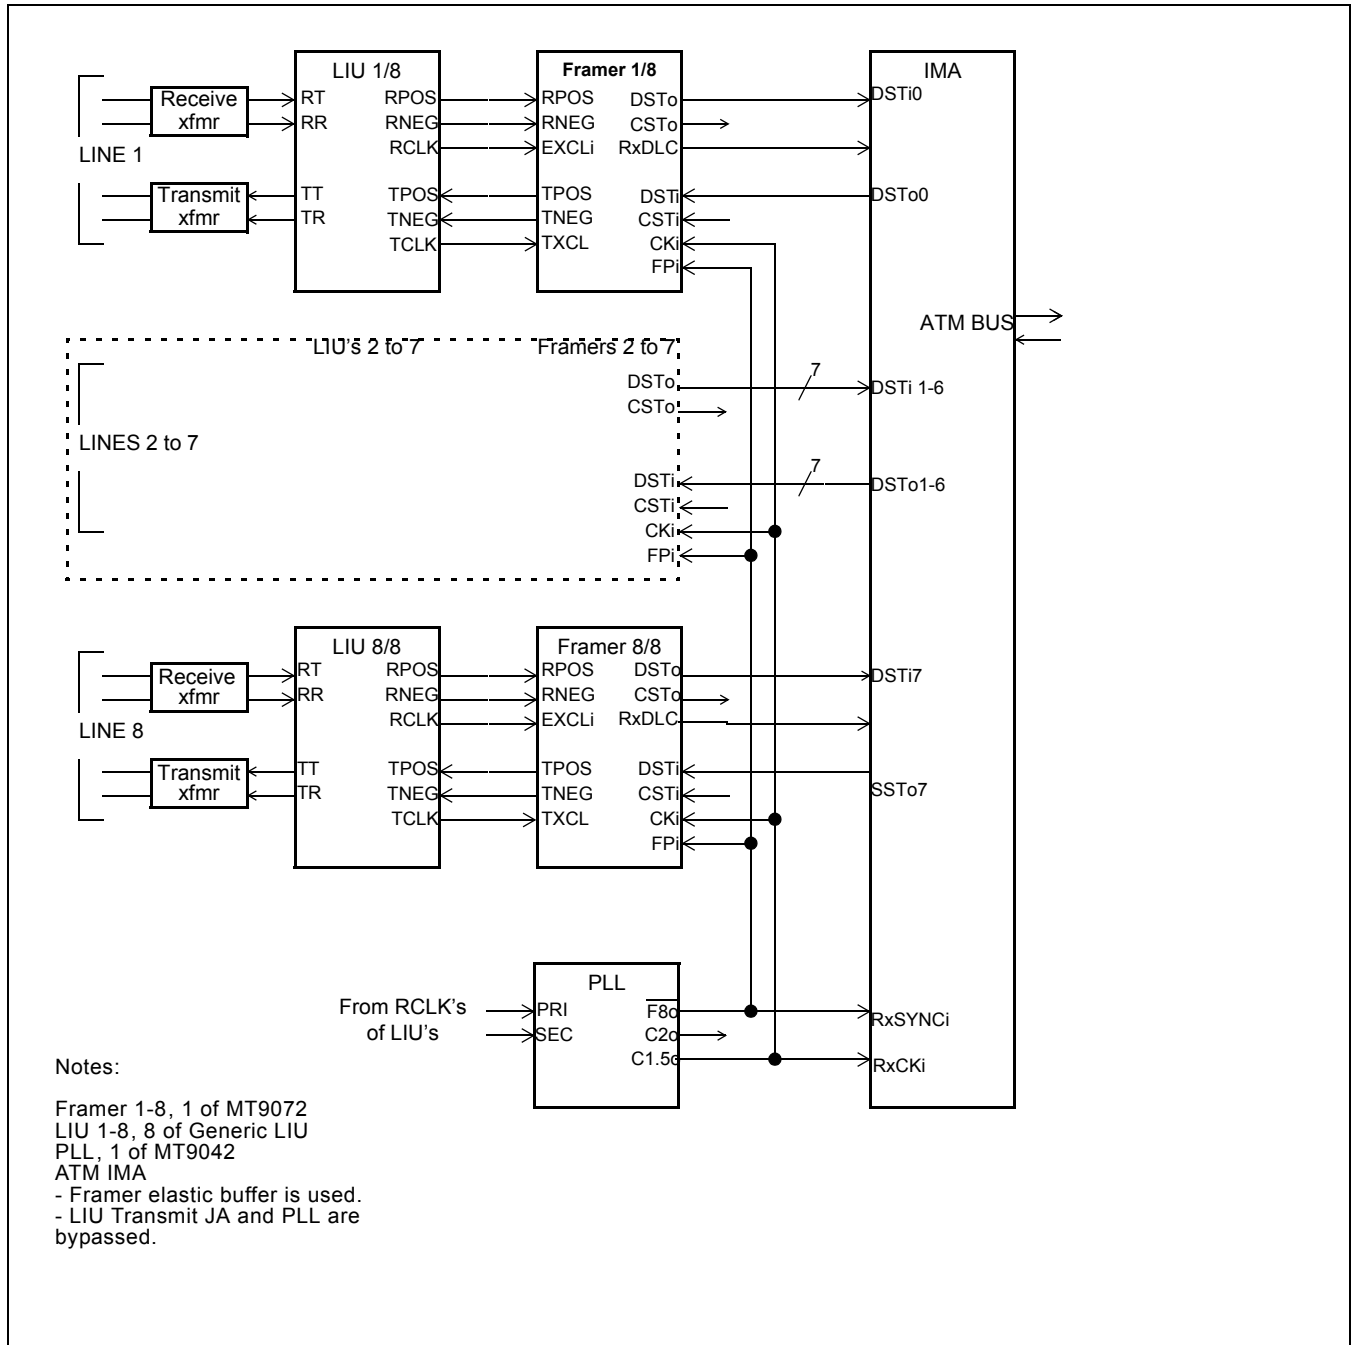 LIU 1/8
Framer 1/8
IMA
Receive
xfmr
RT
RR
RPOS
RNEG
RCLK
RPOS
RNEG
EXCLi
DSTo
CSTo
RxDLC
DSTi0
LINE 1
Transmit
xfmr
TT
TR
TPOS
TNEG
TCLK
TPOS
TNEG
TXCL
DSTi
CSTi
CKi
FPi
DSTo0
ATM BUS
LIU's 2 to 7
Framers 2 to 7
DSTo
CSTo
7
DSTi 1-6
LINES 2 to 7
DSTi
CSTi
CKi
FPi
7
DSTo1-6
LIU 8/8
Framer 8/8
Receive
xfmr
RT
RR
RPOS
RNEG
RCLK
RPOS
RNEG
EXCLi
DSTo
CSTo
RxDLC
DSTi7
LINE 8
Transmit
xfmr
TT
TR
TPOS
TNEG
TCLK
TPOS
TNEG
TXCL
DSTi
CSTi
CKi
FPi
SSTo7
PLL
From RCLK's
of LIU's
PRI
SEC
F8o
C2o
C1.5o
RxSYNCi
RxCKi
Notes:
Framer 1-8, 1 of MT9072
LIU 1-8, 8 of Generic LIU
PLL, 1 of MT9042
ATM IMA
- Framer elastic buffer is used.
- LIU Transmit JA and PLL are
bypassed.